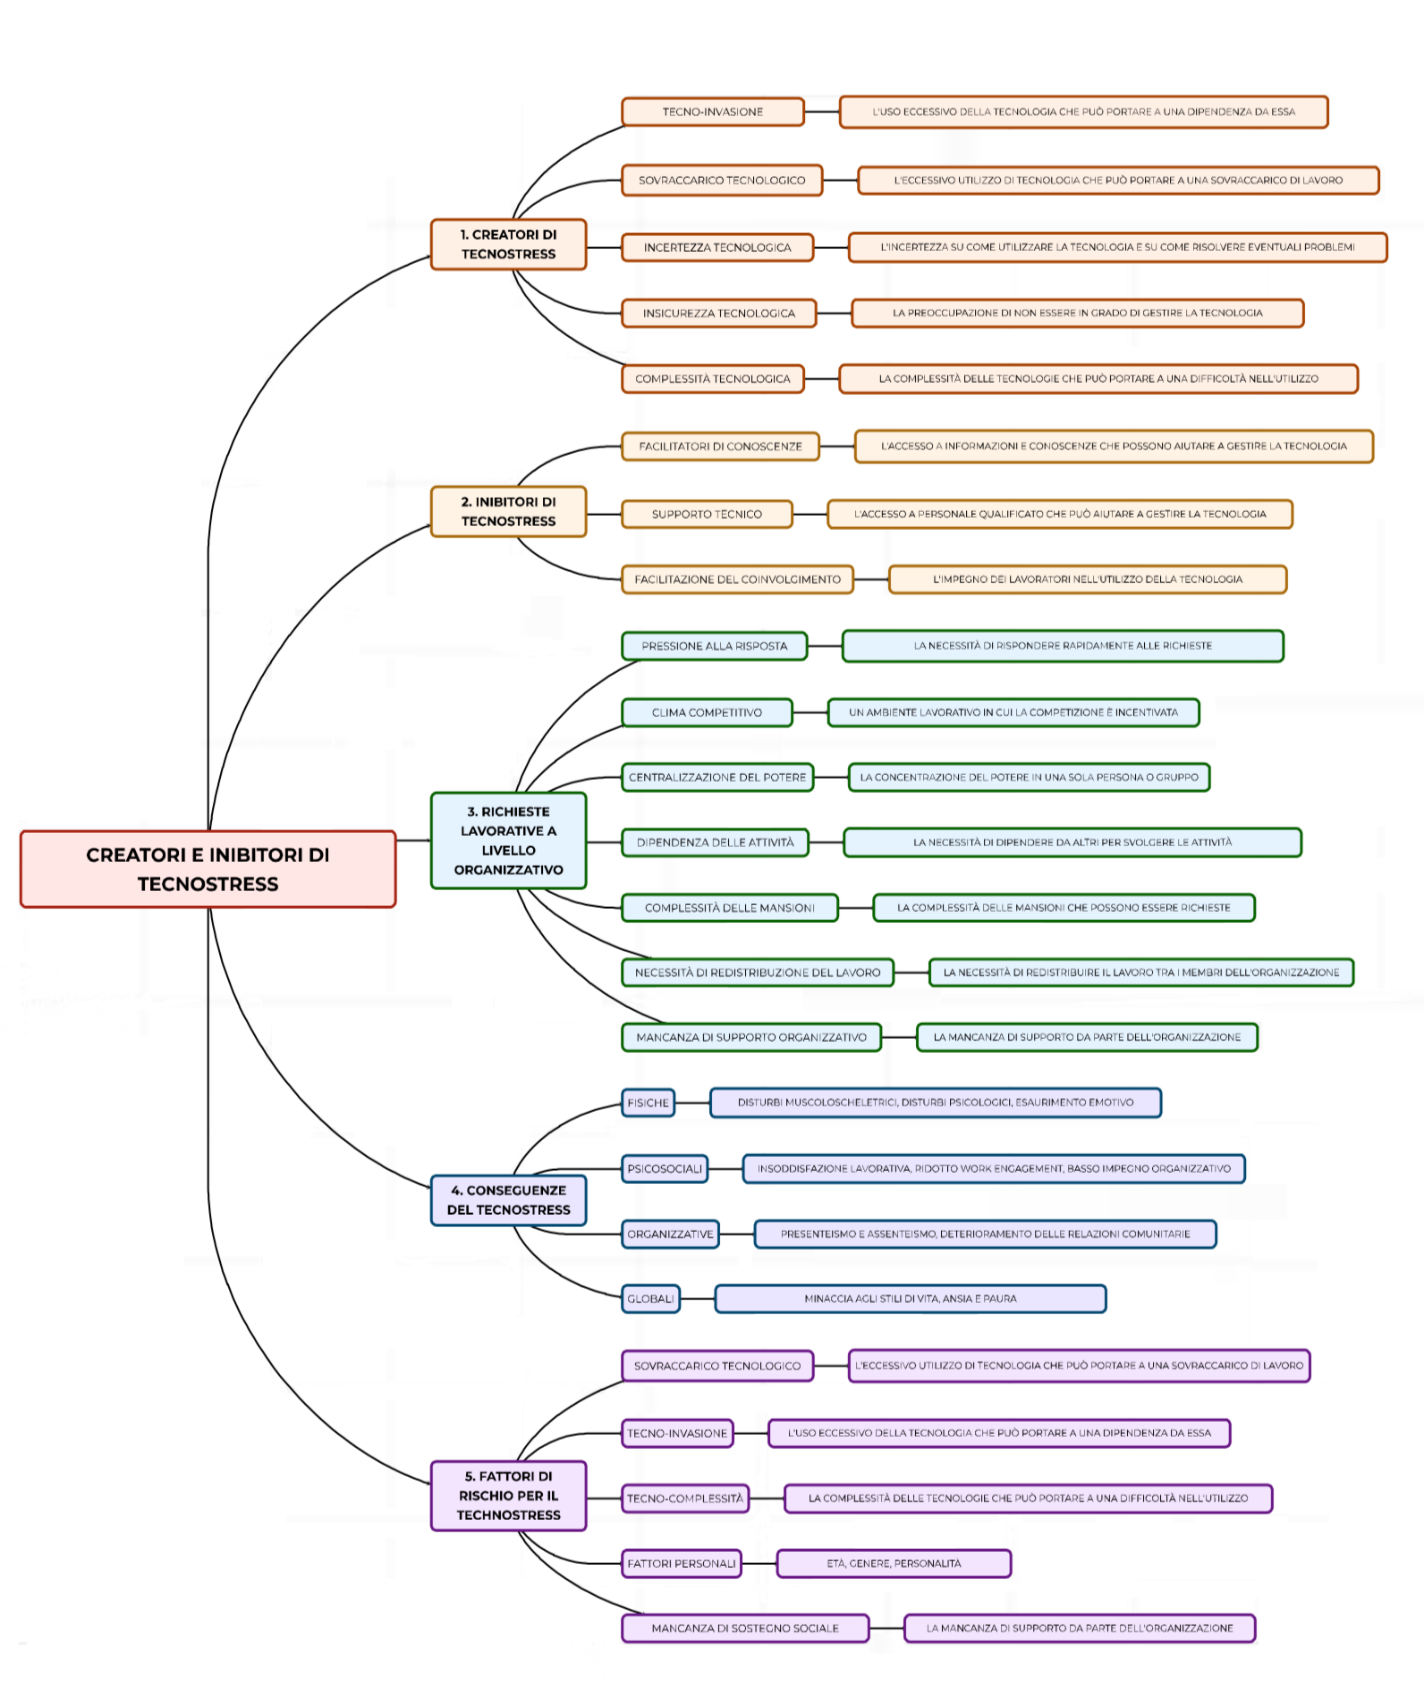 CREATORI E INIBITORI DI
TECNOSTRESS
1. CREATORI DI
TECNOSTRESS
TECNO-INVASIONE
L'USO ECCESSIVO DELLA TECNOLOGIA CHE PUÒ PORTARE A UNA DIPENDENZA DA ESSA
SOVRACCARICO TECNOLOGICO
L'ECCESSIVO UTILIZZO DI TECNOLOGIA CHE PUÒ PORTARE A UNA SOVRACCARICO DI LAVORO
INCERTEZZA TECNOLOGICA
L'INCERTEZZA SU COME UTILIZZARE LA TECNOLOGIA E SU COME RISOLVERE EVENTUALI PROBLEMI
INSICUREZZA TECNOLOGICA
LA PREOCCUPAZIONE DI NON ESSERE IN GRADO DI GESTIRE LA TECNOLOGIA
COMPLESSITÀ TECNOLOGICA
LA COMPLESSITÀ DELLE TECNOLOGIE CHE PUÒ PORTARE A UNA DIFFICOLTÀ NELL'UTILIZZO
2. INIBITORI DI
TECNOSTRESS
FACILITATORI DI CONOSCENZE
L'ACCESSO A INFORMAZIONI E CONOSCENZE CHE POSSONO AIUTARE A GESTIRE LA TECNOLOGIA
SUPPORTO TECNICO
L'ACCESSO A PERSONALE QUALIFICATO CHE PUÒ AIUTARE A GESTIRE LA TECNOLOGIA
FACILITAZIONE DEL COINVOLGIMENTO
L'IMPEGNO DEI LAVORATORI NELL'UTILIZZO DELLA TECNOLOGIA
3. RICHIESTE
LAVORATIVE A
LIVELLO
ORGANIZZATIVO
PRESSIONE ALLA RISPOSTA
LA NECESSITÀ DI RISPONDERE RAPIDAMENTE ALLE RICHIESTE
CLIMA COMPETITIVO
UN AMBIENTE LAVORATIVO IN CUI LA COMPETIZIONE È INCENTIVATA
CENTRALIZZAZIONE DEL POTERE
LA CONCENTRAZIONE DEL POTERE IN UNA SOLA PERSONA O GRUPPO
DIPENDENZA DELLE ATTIVITÀ
LA NECESSITÀ DI DIPENDERE DA ALTRI PER SVOLGERE LE ATTIVITÀ
COMPLESSITÀ DELLE MANSIONI
LA COMPLESSITÀ DELLE MANSIONI CHE POSSONO ESSERE RICHIESTE
NECESSITÀ DI REDISTRIBUZIONE DEL LAVORO
LA NECESSITÀ DI REDISTRIBUIRE IL LAVORO TRA I MEMBRI DELL'ORGANIZZAZIONE
MANCANZA DI SUPPORTO ORGANIZZATIVO
LA MANCANZA DI SUPPORTO DA PARTE DELL'ORGANIZZAZIONE
4. CONSEGUENZE
DEL TECNOSTRESS
FISICHE
DISTURBI MUSCOLOSCHELETRICI, DISTURBI PSICOLOGICI, ESAURIMENTO EMOTIVO
PSICOSOCIALI
INSODDISFAZIONE LAVORATIVA, RIDOTTO WORK ENGAGEMENT, BASSO IMPEGNO ORGANIZZATIVO
ORGANIZZATIVE
PRESENTEISMO E ASSENTEISMO, DETERIORAMENTO DELLE RELAZIONI COMUNITARIE
GLOBALI
MINACCIA AGLI STILI DI VITA, ANSIA E PAURA
5. FATTORI DI
RISCHIO PER IL
TECHNOSTRESS
SOVRACCARICO TECNOLOGICO
L'ECCESSIVO UTILIZZO DI TECNOLOGIA CHE PUÒ PORTARE A UNA SOVRACCARICO DI LAVORO
TECNO-INVASIONE
L'USO ECCESSIVO DELLA TECNOLOGIA CHE PUÒ PORTARE A UNA DIPENDENZA DA ESSA
TECNO-COMPLESSITÀ
LA COMPLESSITÀ DELLE TECNOLOGIE CHE PUÒ PORTARE A UNA DIFFICOLTÀ NELL'UTILIZZO
FATTORI PERSONALI
ETÀ, GENERE, PERSONALITÀ
MANCANZA DI SOSTEGNO SOCIALE
LA MANCANZA DI SUPPORTO DA PARTE DELL'ORGANIZZAZIONE